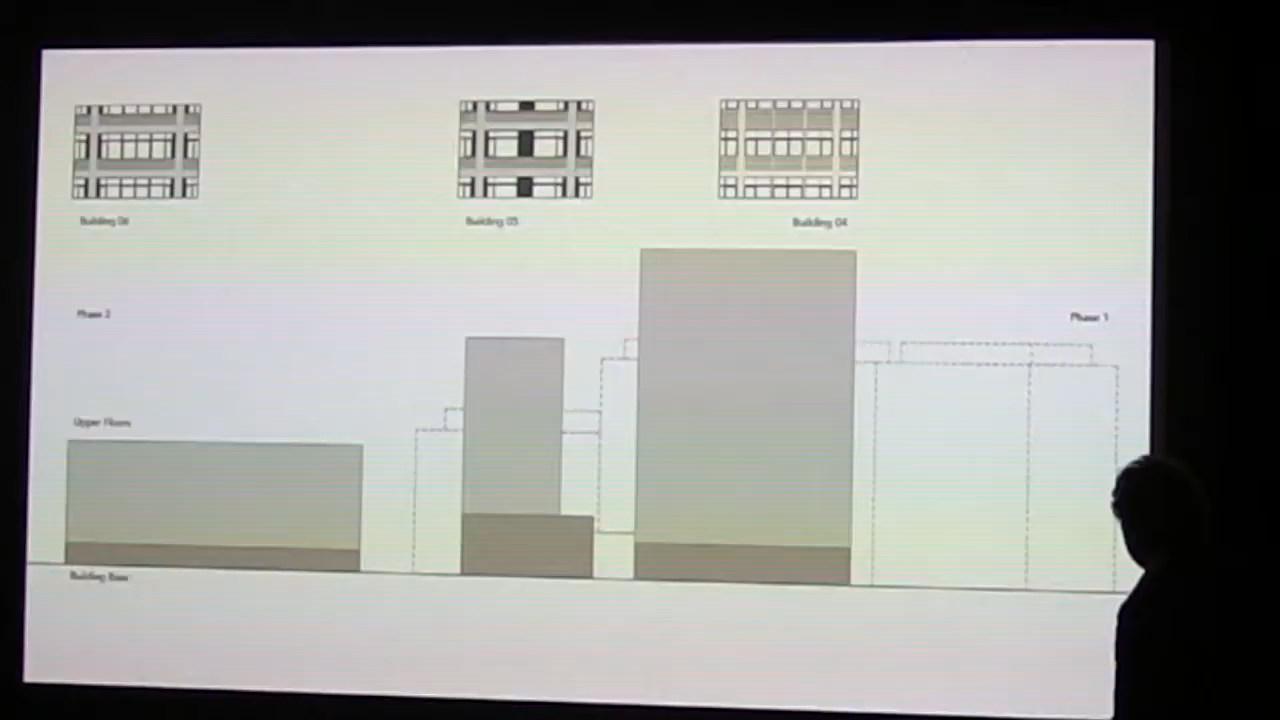 Building 06
Building 05
Building 04
Phase 2
Phase 1
Upper Floors
Building Base